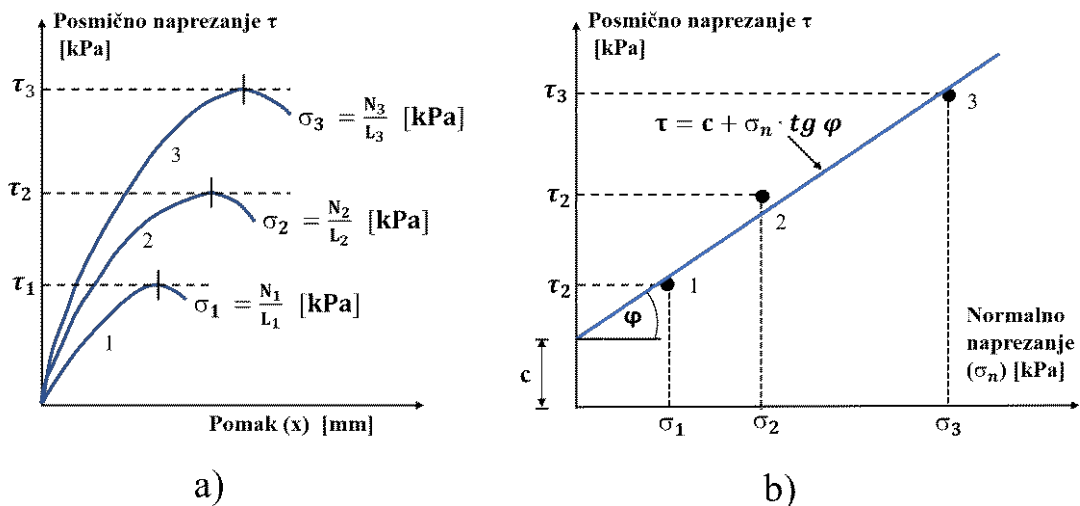 Posmično naprezanje τ
[kPa]
τ3
τ2
τ1
3
2
1
σ3 = N3/L3 [kPa]
σ2 = N2/L2 [kPa]
σ1 = N1/L1 [kPa]
Pomak (x) [mm]
a)
Posmično naprezanje τ
[kPa]
τ3
τ2
τ2
τ = c + σn · tg φ
3
2
1
φ
c
Normalno
naprezanje
(σn) [kPa]
σ1
σ2
σ3
b)